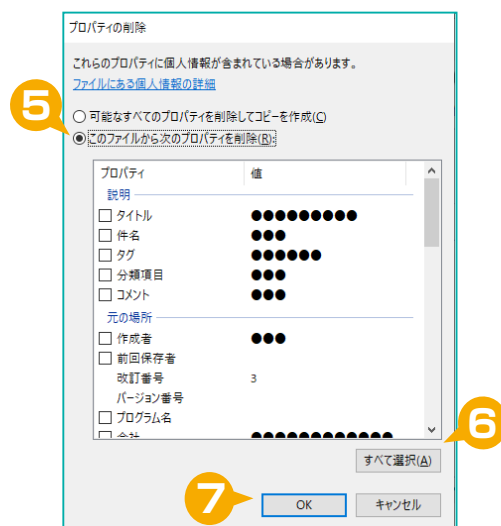 プロパティの削除
これらのプロパティに個人情報が含まれている場合があります。
ファイルにある個人情報の詳細
5
可能なすべてのプロパティを削除してコピーを作成(C)
このファイルから次のプロパティを削除(R):
プロパティ 値
説明
タイトル ●●●●●●●●●
件名 ●●●
タグ ●●●●●●
分類項目 ●●●
コメント ●●●
元の場所
作成者 ●●●
前回保存者
改訂番号 3
バージョン番号
プログラム名
会社 ●●●●●●●●●●●●
6
すべて選択(A)
7
OK キャンセル